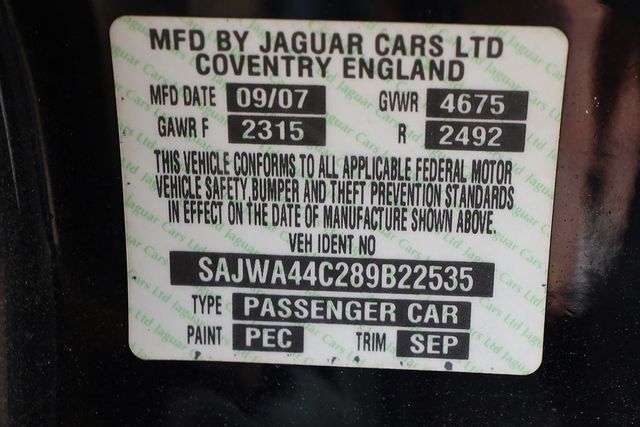 MFD BY JAGUAR CARS LTD
COVENTRY ENGLAND
MFD DATE 09/07 GVWR 4675
GAWR F 2315 R 2492
THIS VEHICLE CONFORMS TO ALL APPLICABLE FEDERAL MOTOR
VEHICLE SAFETY, BUMPER AND THEFT PREVENTION STANDARDS
IN EFFECT ON THE DATE OF MANUFACTURE SHOWN ABOVE.
VEH IDENT NO
SAJWA44C289B22535
TYPE PASSENGER CAR
PAINT PEC TRIM SEP